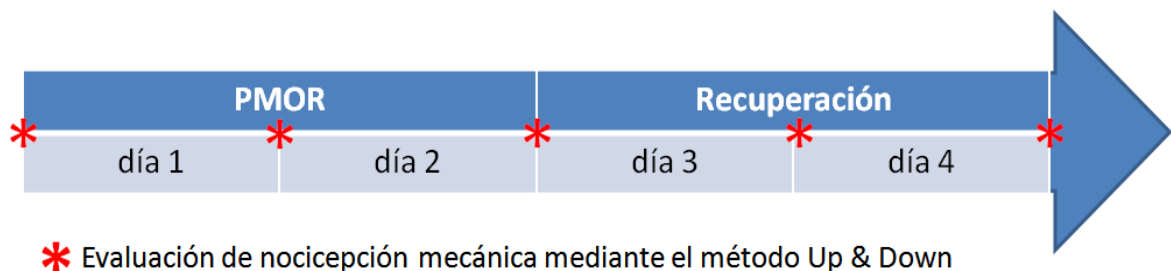 PMOR Recuperación
* * * * *
día 1 día 2 día 3 día 4
* Evaluación de nocicepción mecánica mediante el método Up & Down